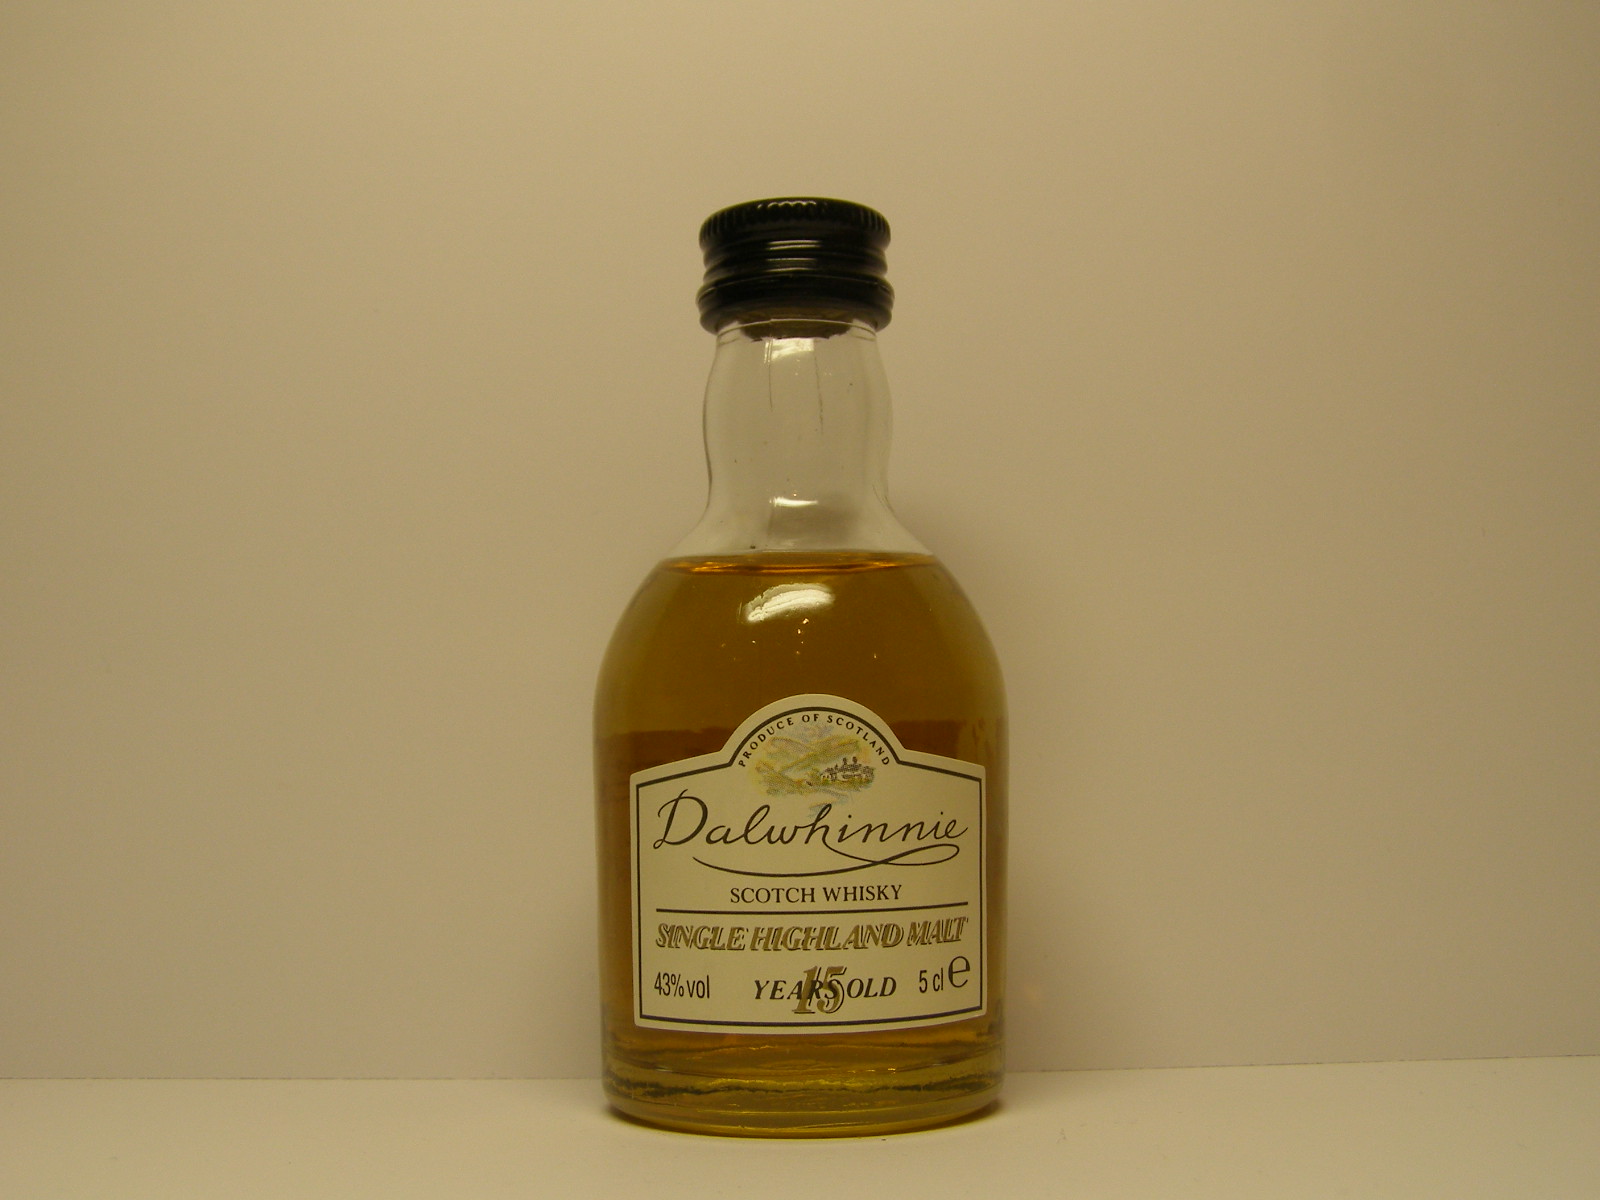 PRODUCE OF SCOTLAND
Dalwhinnie
SCOTCH WHISKY
SINGLE HIGHLAND MALT
43% vol YEARS OLD 5 cl e
15